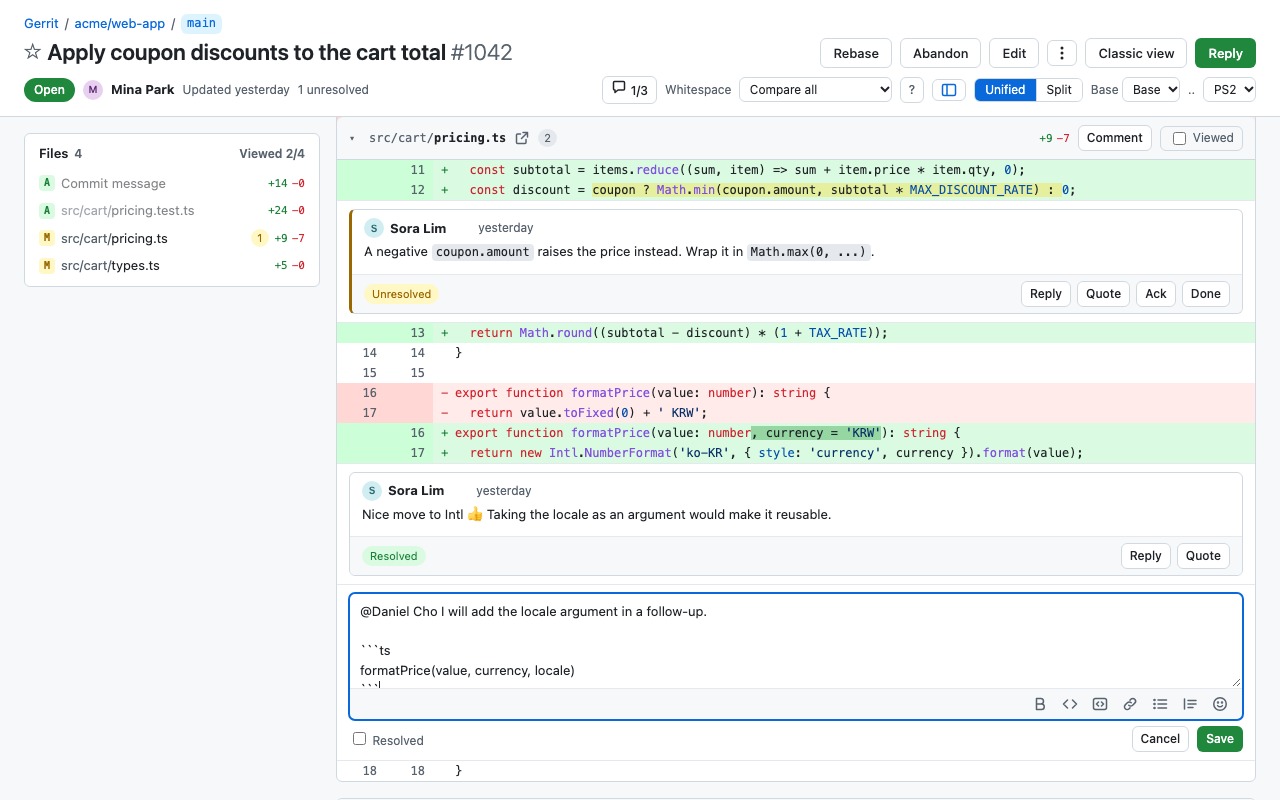 Gerrit / acme/web-app / main
☆ Apply coupon discounts to the cart total #1042
Rebase Abandon Edit ⋮ Classic view Reply
Open M Mina Park Updated yesterday 1 unresolved
1/3 Whitespace Compare all ? Unified Split Base Base .. PS2
Files 4 Viewed 2/4
A Commit message +14 −0
A src/cart/pricing.test.ts +24 −0
M src/cart/pricing.ts 1 +9 −7
M src/cart/types.ts +5 −0
src/cart/pricing.ts 2 +9 −7 Comment Viewed
11 + const subtotal = items.reduce((sum, item) => sum + item.price * item.qty, 0);
12 + const discount = coupon ? Math.min(coupon.amount, subtotal * MAX_DISCOUNT_RATE) : 0;
S Sora Lim yesterday
A negative coupon.amount raises the price instead. Wrap it in Math.max(0, ...).
Unresolved Reply Quote Ack Done
13 + return Math.round((subtotal − discount) * (1 + TAX_RATE));
14 14 }
15 15
16 − export function formatPrice(value: number): string {
17 − return value.toFixed(0) + ' KRW';
16 + export function formatPrice(value: number, currency = 'KRW'): string {
17 + return new Intl.NumberFormat('ko−KR', { style: 'currency', currency }).format(value);
S Sora Lim yesterday
Nice move to Intl 👍 Taking the locale as an argument would make it reusable.
Resolved Reply Quote
@Daniel Cho I will add the locale argument in a follow-up.
```ts
formatPrice(value, currency, locale)
```
Resolved Cancel Save
18 18 }